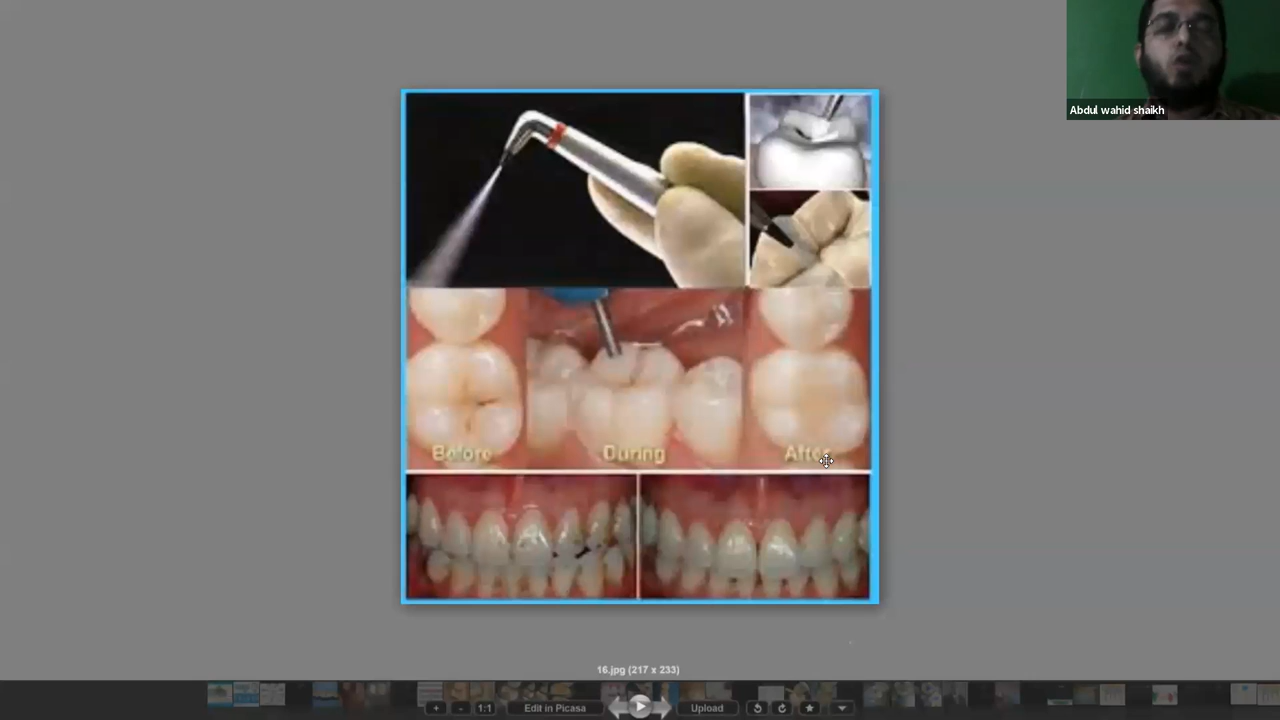 Abdul wahid shaikh
Before
During
After
16.jpg (217 x 233)
+
-
1:1
Edit in Picasa
Upload